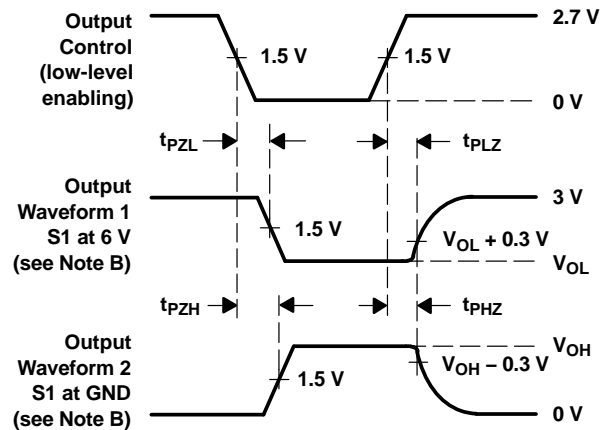 Output
Control
(low-level
enabling)
1.5 V
1.5 V
2.7 V
0 V
tPZL
tPLZ
Output
Waveform 1
S1 at 6 V
(see Note B)
1.5 V
3 V
VOL + 0.3 V
VOL
tPZH
tPHZ
Output
Waveform 2
S1 at GND
(see Note B)
1.5 V
VOH
VOH – 0.3 V
0 V